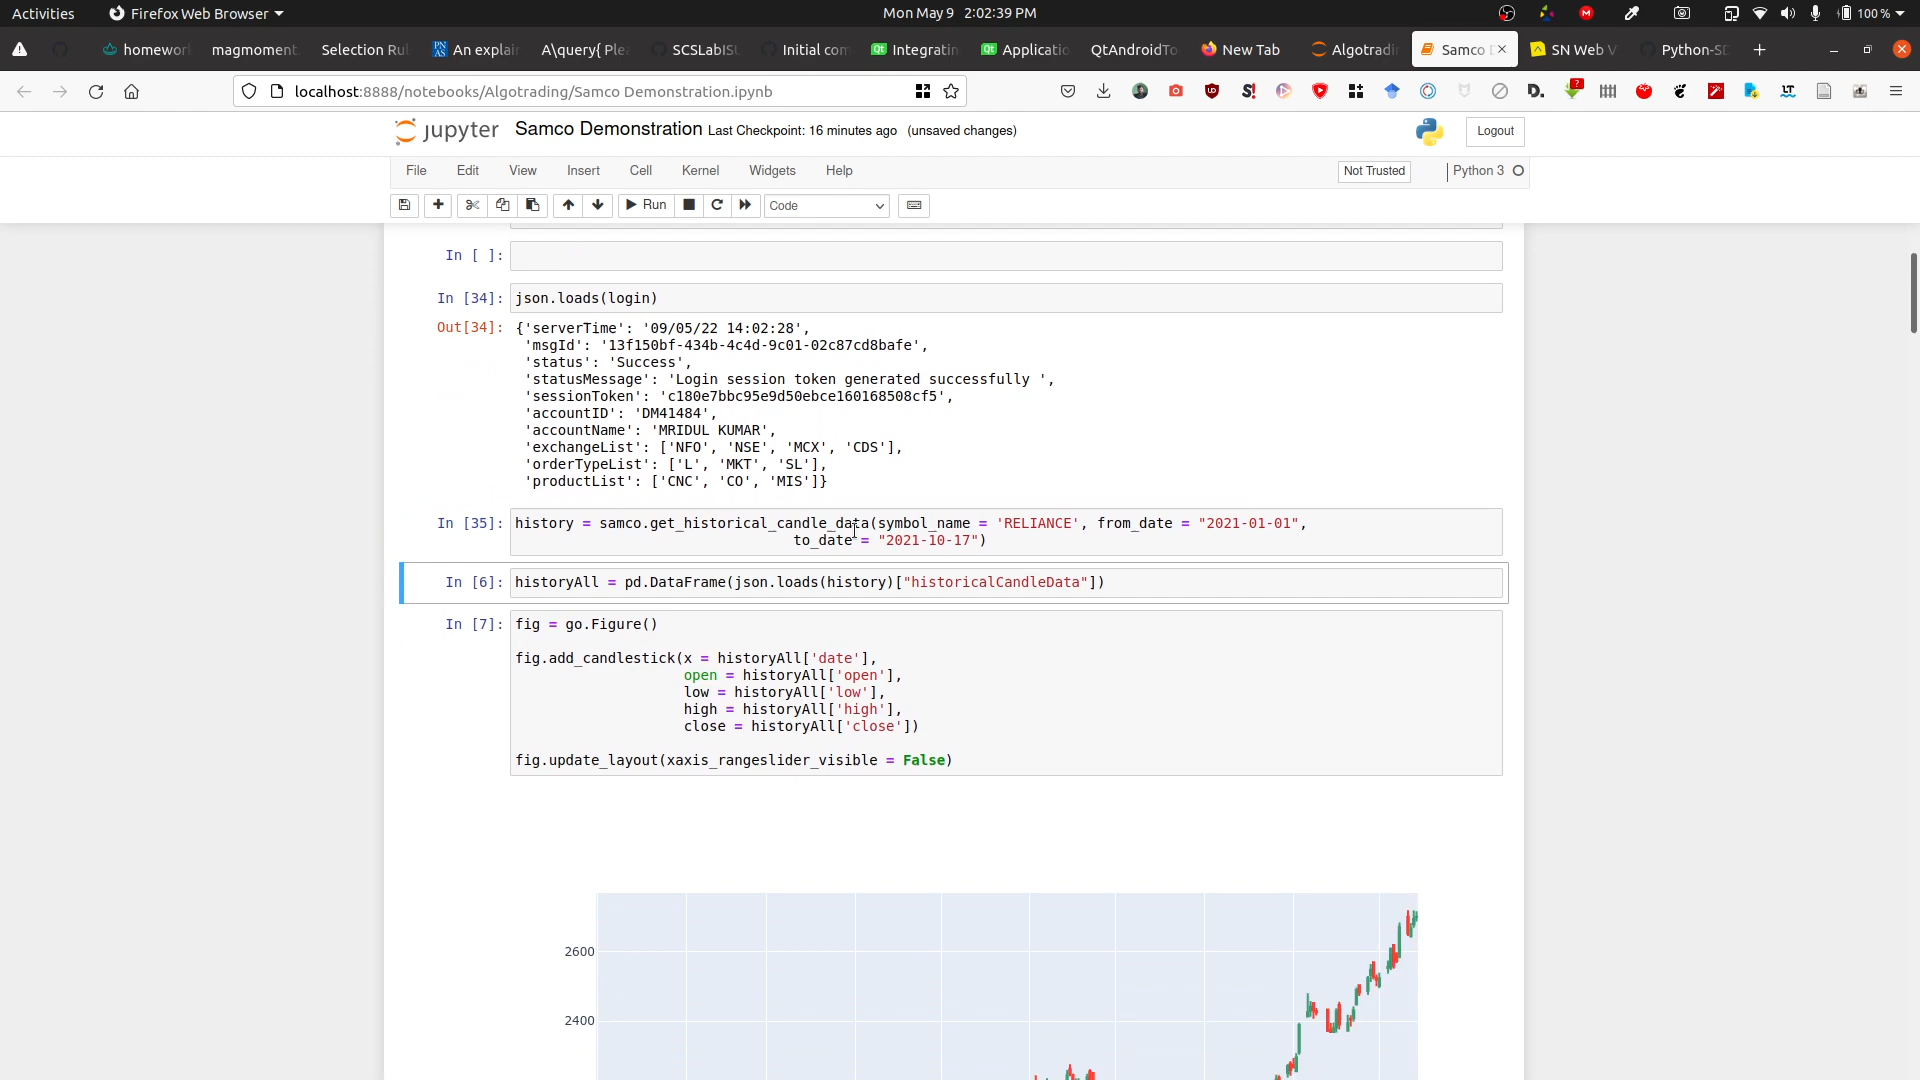 Activities
Firefox Web Browser
Mon May 9 2:02:39 PM
100 %
homewor
magmoment
Selection Rul
An explai
A\query{ Ple
SCSLabISU
Initial com
Integratin
Applicatio
QtAndroidTo
New Tab
Algotradi
Samco
SN Web V
Python-SD
localhost:8888/notebooks/Algotrading/Samco Demonstration.ipynb
jupyter Samco Demonstration Last Checkpoint: 16 minutes ago (unsaved changes)
Logout
File Edit View Insert Cell Kernel Widgets Help
Not Trusted
Python 3
Run
Code
In [ ]:
In [34]: json.loads(login)
Out[34]: {'serverTime': '09/05/22 14:02:28',
'msgId': '13f150bf-434b-4c4d-9c01-02c87cd8bafe',
'status': 'Success',
'statusMessage': 'Login session token generated successfully ',
'sessionToken': 'c180e7bbc95e9d50ebce160168508cf5',
'accountID': 'DM41484',
'accountName': 'MRIDUL KUMAR',
'exchangeList': ['NFO', 'NSE', 'MCX', 'CDS'],
'orderTypeList': ['L', 'MKT', 'SL'],
'productList': ['CNC', 'CO', 'MIS']}
In [35]: history = samco.get_historical_candle_data(symbol_name = 'RELIANCE', from_date = "2021-01-01",
to_date = "2021-10-17")
In [6]: historyAll = pd.DataFrame(json.loads(history)["historicalCandleData"])
In [7]: fig = go.Figure()
fig.add_candlestick(x = historyAll['date'],
open = historyAll['open'],
low = historyAll['low'],
high = historyAll['high'],
close = historyAll['close'])
fig.update_layout(xaxis_rangeslider_visible = False)
2600
2400